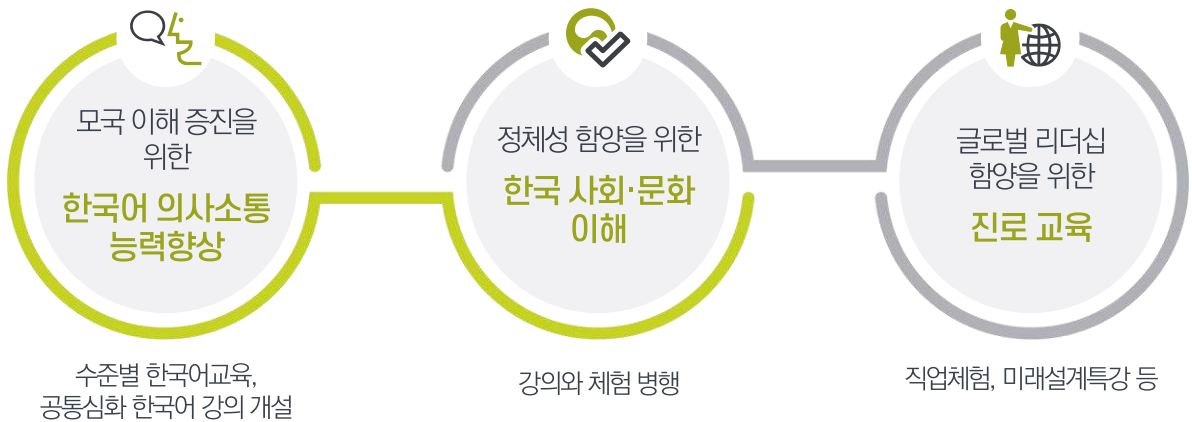 모국 이해 증진을
위한
한국어 의사소통
능력향상
수준별 한국어교육,
공통심화 한국어 강의 개설
정체성 함양을 위한
한국 사회·문화
이해
강의와 체험 병행
글로벌 리더십
함양을 위한
진로 교육
직업체험, 미래설계특강 등